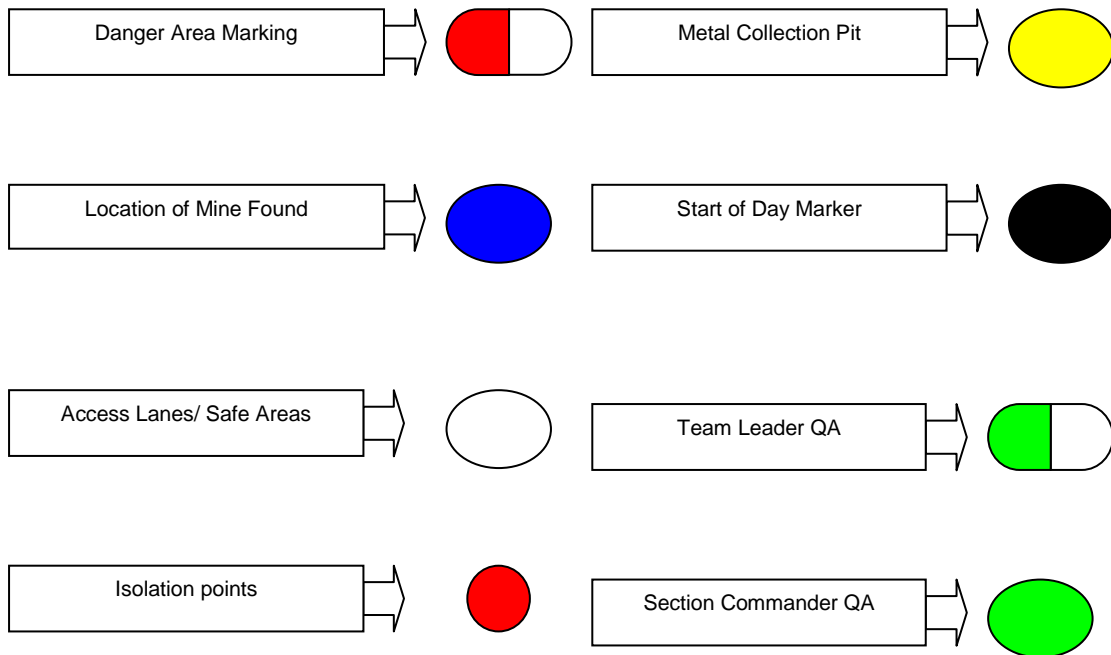 Danger Area Marking
Metal Collection Pit
Location of Mine Found
Start of Day Marker
Access Lanes/ Safe Areas
Team Leader QA
Isolation points
Section Commander QA